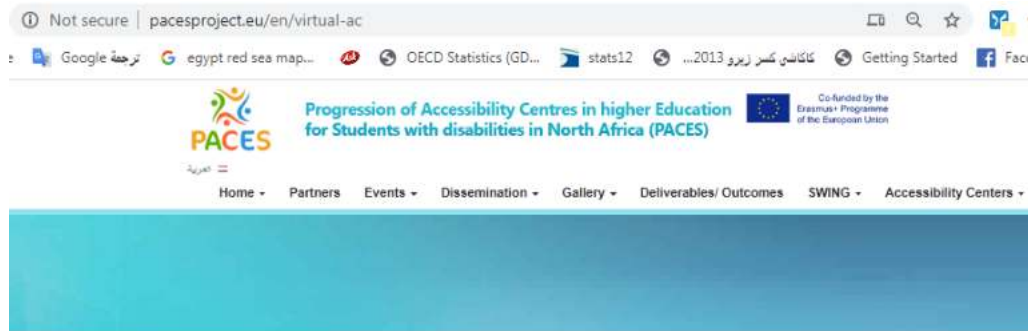 Not secure | pacesproject.eu/en/virtual-ac
ترجمة Google egypt red sea map... OECD Statistics (GD... stats12 كاكاشي كسر زيرو 2013... Getting Started Fac
PACES
Progression of Accessibility Centres in higher Education
for Students with disabilities in North Africa (PACES)
Co-funded by the
Erasmus+ Programme
of the European Union
العربية
Home Partners Events Dissemination Gallery Deliverables/ Outcomes SWING Accessibility Centers